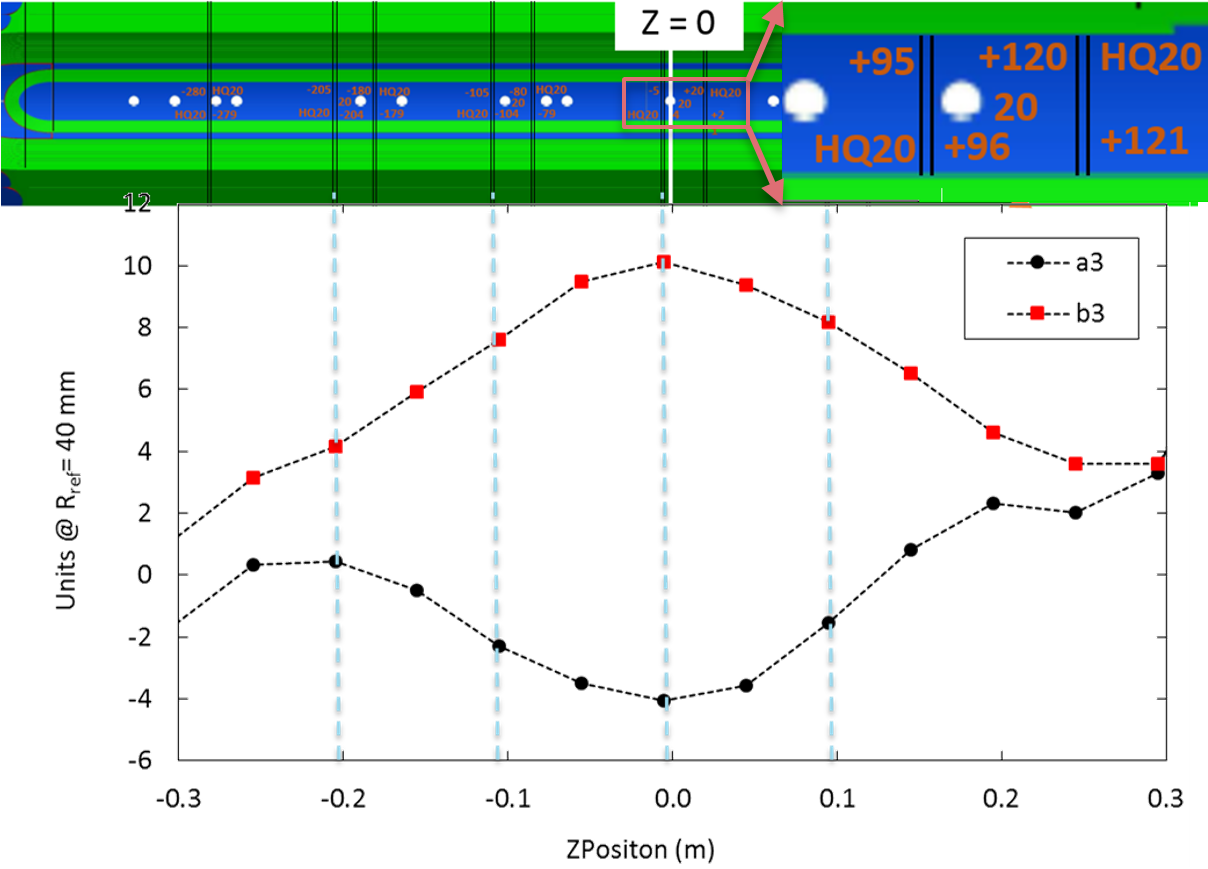 Z = 0
-280 HQ20
HQ20 -279
-205
20
HQ20 -204
-180 HQ20
-179
-105
HQ20 -104
-80 HQ20
20
-79
-5 +20 HQ20
20
HQ20 +2
+95 +120 HQ20
20
HQ20 +96 +121
12
10
8
6
4
2
0
-2
-4
-6
a3
b3
Units @ Rref= 40 mm
-0.3 -0.2 -0.1 0.0 0.1 0.2 0.3
ZPositon (m)